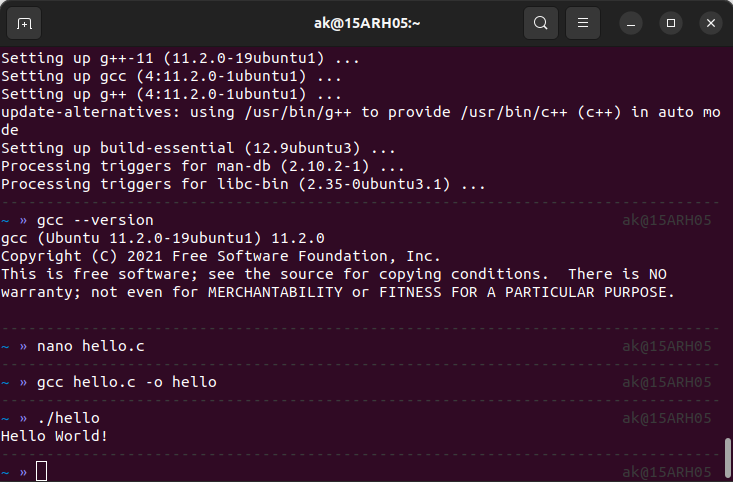 ak@15ARH05:~
Setting up g++-11 (11.2.0-19ubuntu1) ...
Setting up gcc (4:11.2.0-1ubuntu1) ...
Setting up g++ (4:11.2.0-1ubuntu1) ...
update-alternatives: using /usr/bin/g++ to provide /usr/bin/c++ (c++) in auto mo
de
Setting up build-essential (12.9ubuntu3) ...
Processing triggers for man-db (2.10.2-1) ...
Processing triggers for libc-bin (2.35-0ubuntu3.1) ...
~ » gcc --version ak@15ARH05
gcc (Ubuntu 11.2.0-19ubuntu1) 11.2.0
Copyright (C) 2021 Free Software Foundation, Inc.
This is free software; see the source for copying conditions.  There is NO
warranty; not even for MERCHANTABILITY or FITNESS FOR A PARTICULAR PURPOSE.
~ » nano hello.c ak@15ARH05
~ » gcc hello.c -o hello ak@15ARH05
~ » ./hello ak@15ARH05
Hello World!
~ » ak@15ARH05